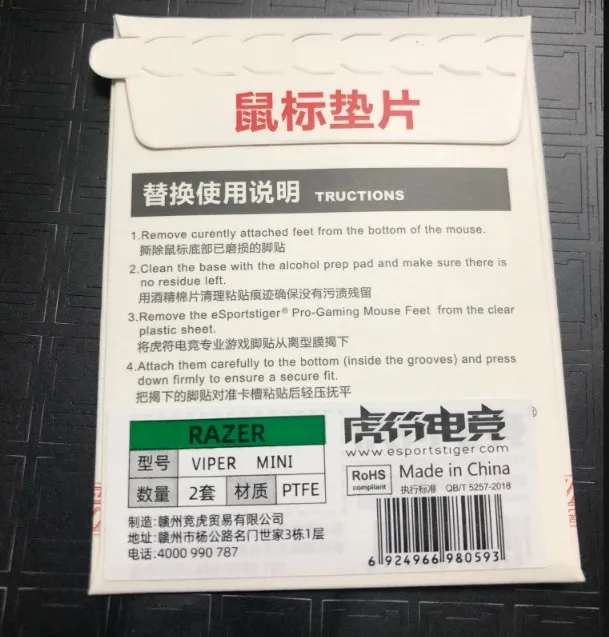 鼠标垫片
替换使用说明 TRUCTIONS
1.Remove curently attached feet from the bottom of the mouse.
撕除鼠标底部已磨损的脚贴
2.Clean the base with the alcohol prep pad and make sure there is
no residue left.
用酒精棉片清理粘贴痕迹确保没有污渍残留
3.Remove the eSportstiger® Pro-Gaming Mouse Feet from the clear
plastic sheet.
将虎符电竞专业游戏脚贴从离型膜揭下
4.Attach them carefully to the bottom (inside the grooves) and press
down firmly to ensure a secure fit.
把揭下的脚贴对准卡槽粘贴后轻压抚平
RAZER
型号 VIPER MINI
数量 2套 材质 PTFE
制造: 赣州竞虎贸易有限公司
地址: 赣州市杨公路名门世家3栋1层
电话: 4000 990 787
虎符电竞
www.esportstiger.com
RoHS
compliant
Made in China
执行标准 QB/T 5257-2018
6 924966 980593